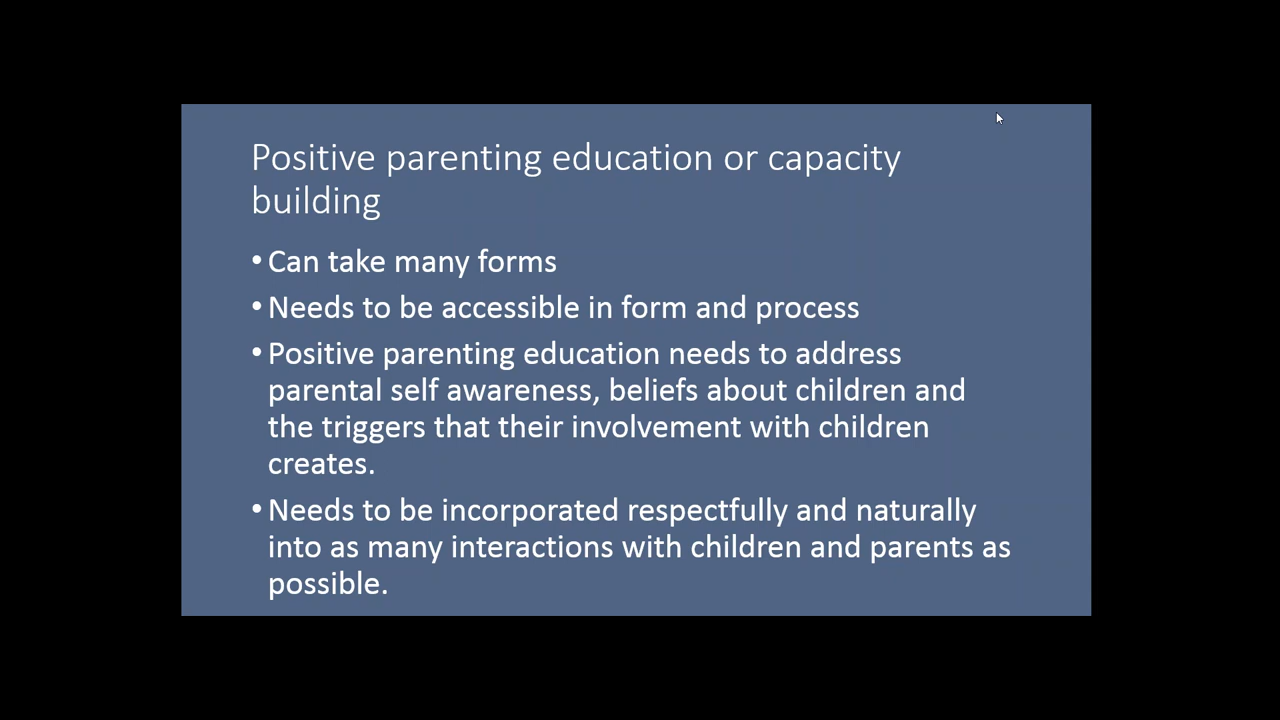 Positive parenting education or capacity
building
• Can take many forms
• Needs to be accessible in form and process
• Positive parenting education needs to address
parental self awareness, beliefs about children and
the triggers that their involvement with children
creates.
• Needs to be incorporated respectfully and naturally
into as many interactions with children and parents as
possible.